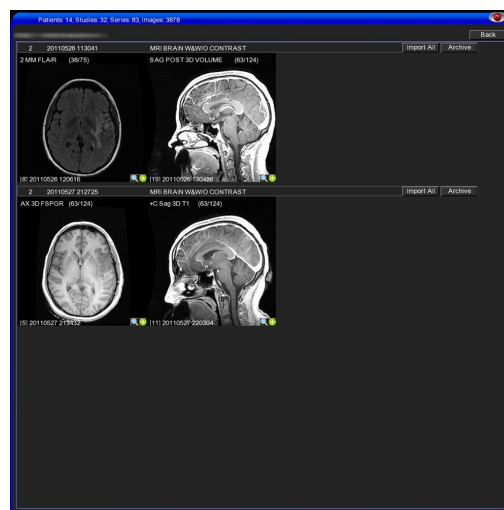 Patients: 14, Studies: 32, Series: 83, Images: 3878
Back
2 20110526 113041 MRI BRAIN W&W/O CONTRAST Import All Archive
2 MM FLAIR (38/75) SAG POST 3D VOLUME (63/124)
[8] 20110526 120616 [19] 20110526 130428
2 20110527 212725 MRI BRAIN W&W/O CONTRAST Import All Archive
AX 3D FSPGR (63/124) +C Sag 3D T1 (63/124)
[5] 20110527 213432 [11] 20110527 220304